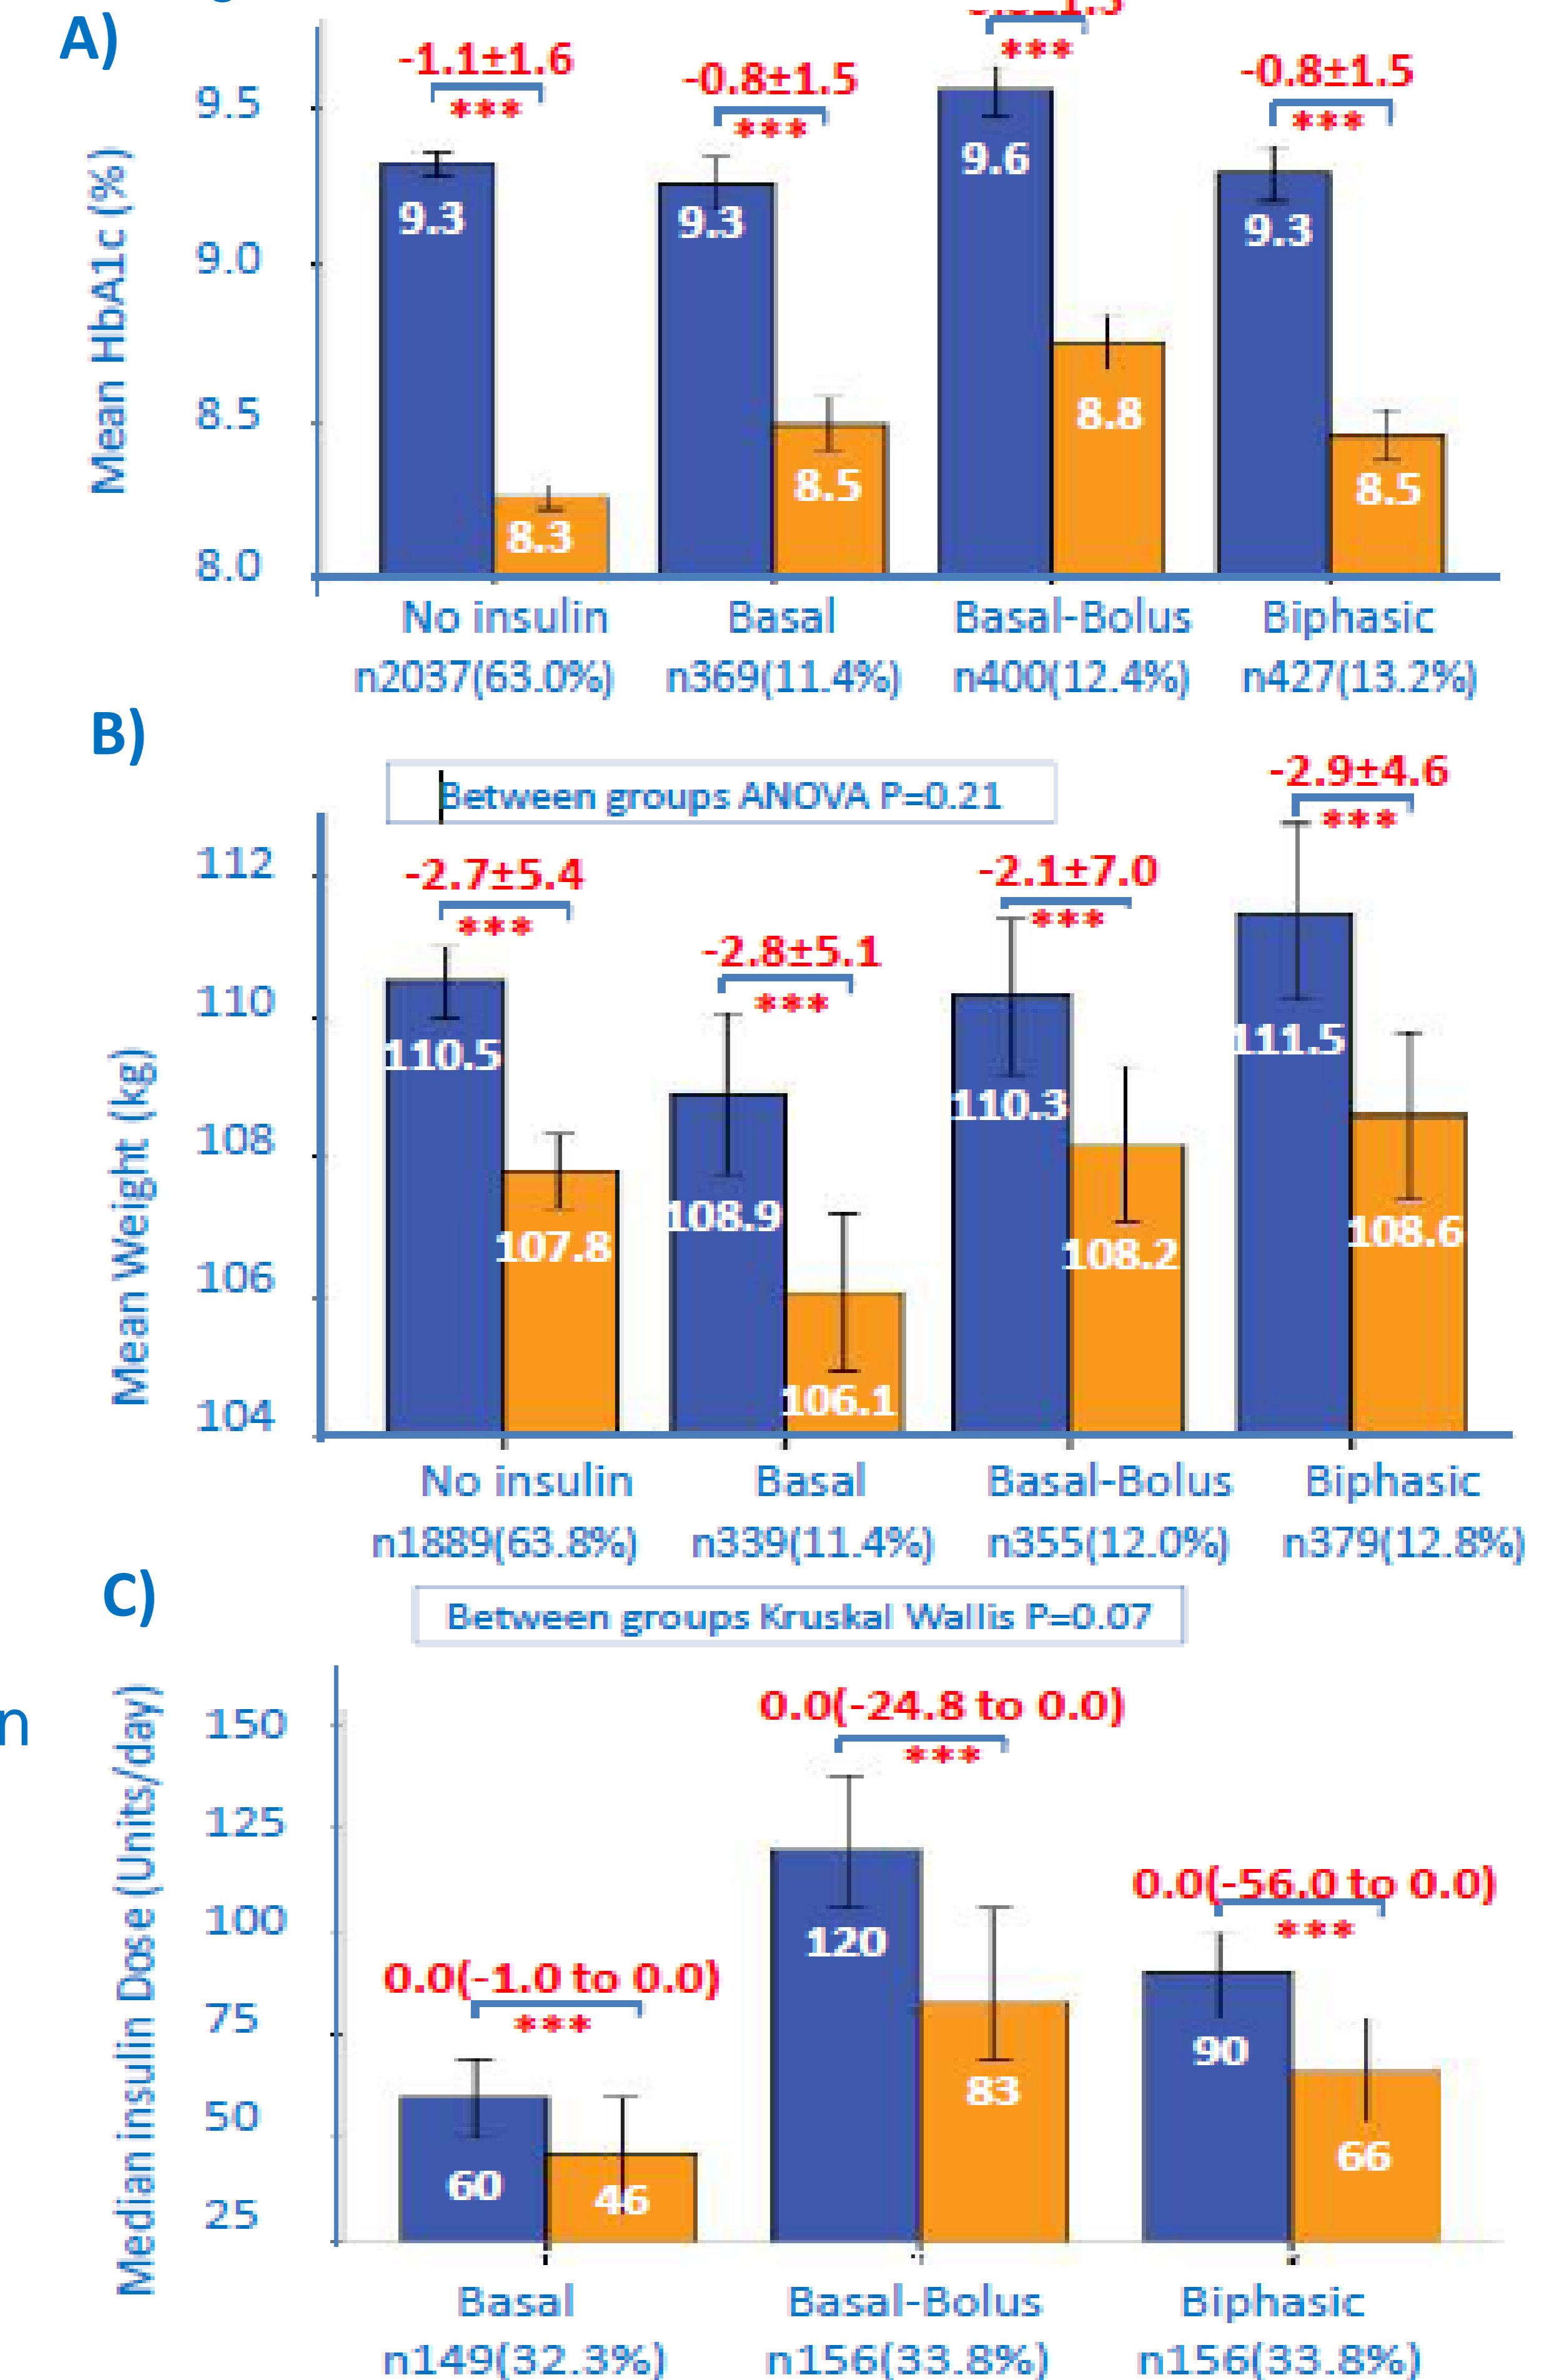 A)
-1.1±1.6
***
-0.8±1.5
***
***
-0.8±1.5
***
Mean HbA1c (%)
9.5
9.0
8.5
8.0
9.3
8.3
9.3
8.5
9.6
8.8
9.3
8.5
No insulin
Basal
Basal-Bolus
Biphasic
n2037(63.0%)
n369(11.4%)
n400(12.4%)
n427(13.2%)
B)
Between groups ANOVA P=0.21
-2.7±5.4
***
-2.8±5.1
***
-2.1±7.0
***
-2.9±4.6
***
Mean Weight (kg)
112
110
108
106
104
110.5
107.8
108.9
106.1
110.3
108.2
111.5
108.6
No insulin
Basal
Basal-Bolus
Biphasic
n1889(63.8%)
n339(11.4%)
n355(12.0%)
n379(12.8%)
C)
Between groups Kruskal Wallis P=0.07
n
0.0(-1.0 to 0.0)
***
0.0(-24.8 to 0.0)
***
0.0(-56.0 to 0.0)
***
Median insulin Dose (Units/day)
150
125
100
75
50
25
60
46
120
83
90
66
Basal
Basal-Bolus
Biphasic
n149(32.3%)
n156(33.8%)
n156(33.8%)